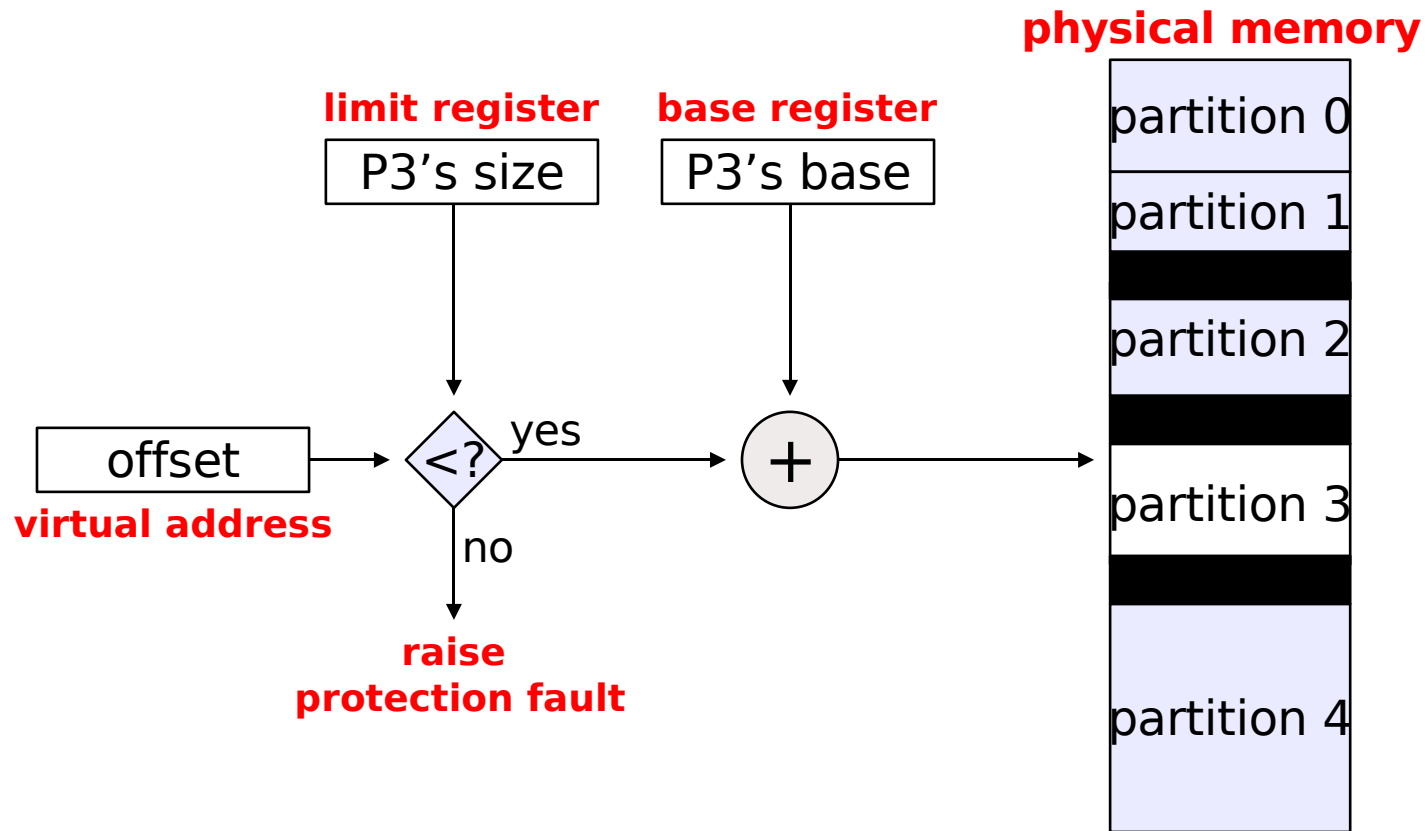 physical memory
limit register
base register
P3’s size
P3’s base
offset
virtual address
<?
yes
+
no
raise
protection fault
partition 0
partition 1
partition 2
partition 3
partition 4